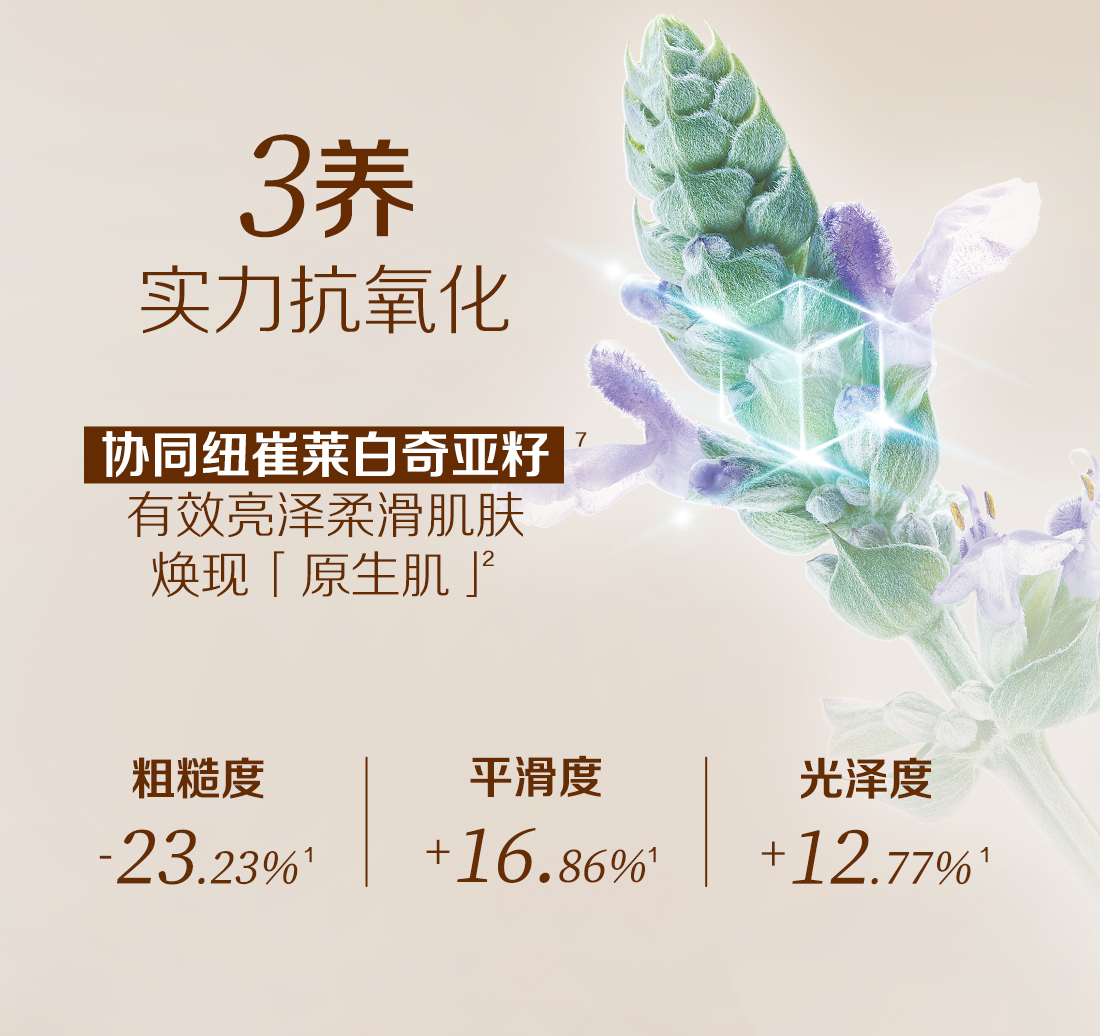 3养
实力抗氧化
协同纽崔莱白奇亚籽7
有效亮泽柔滑肌肤
焕现「原生肌」2
粗糙度
-23.23%1
平滑度
+16.86%1
光泽度
+12.77%1